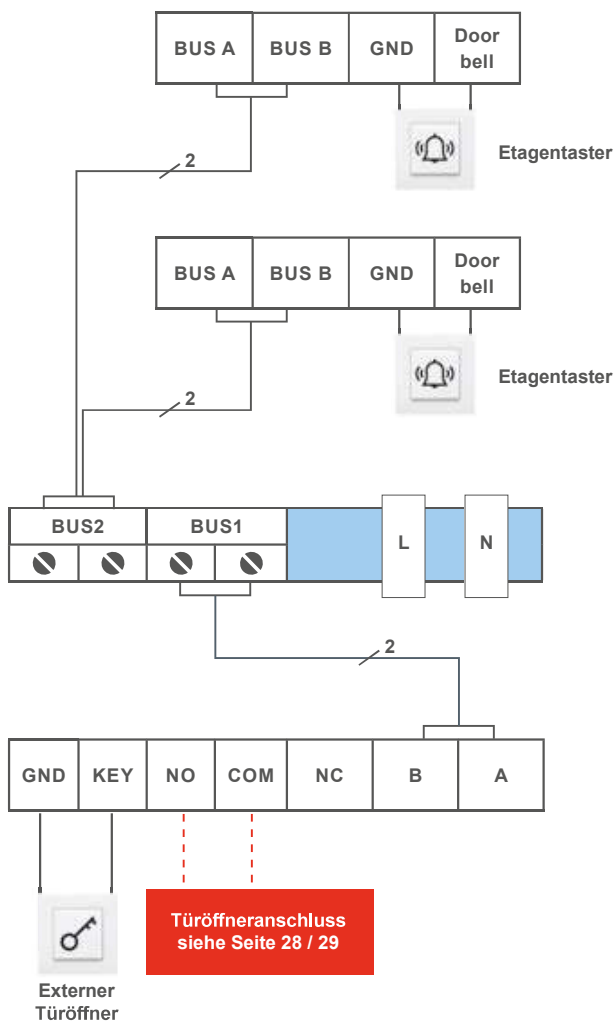 BUS A BUS B GND Door bell
Etagentaster
2
BUS A BUS B GND Door bell
Etagentaster
2
BUS2 BUS1 L N
2
GND KEY NO COM NC B A
Türöffneranschluss
siehe Seite 28 / 29
Externer
Türöffner